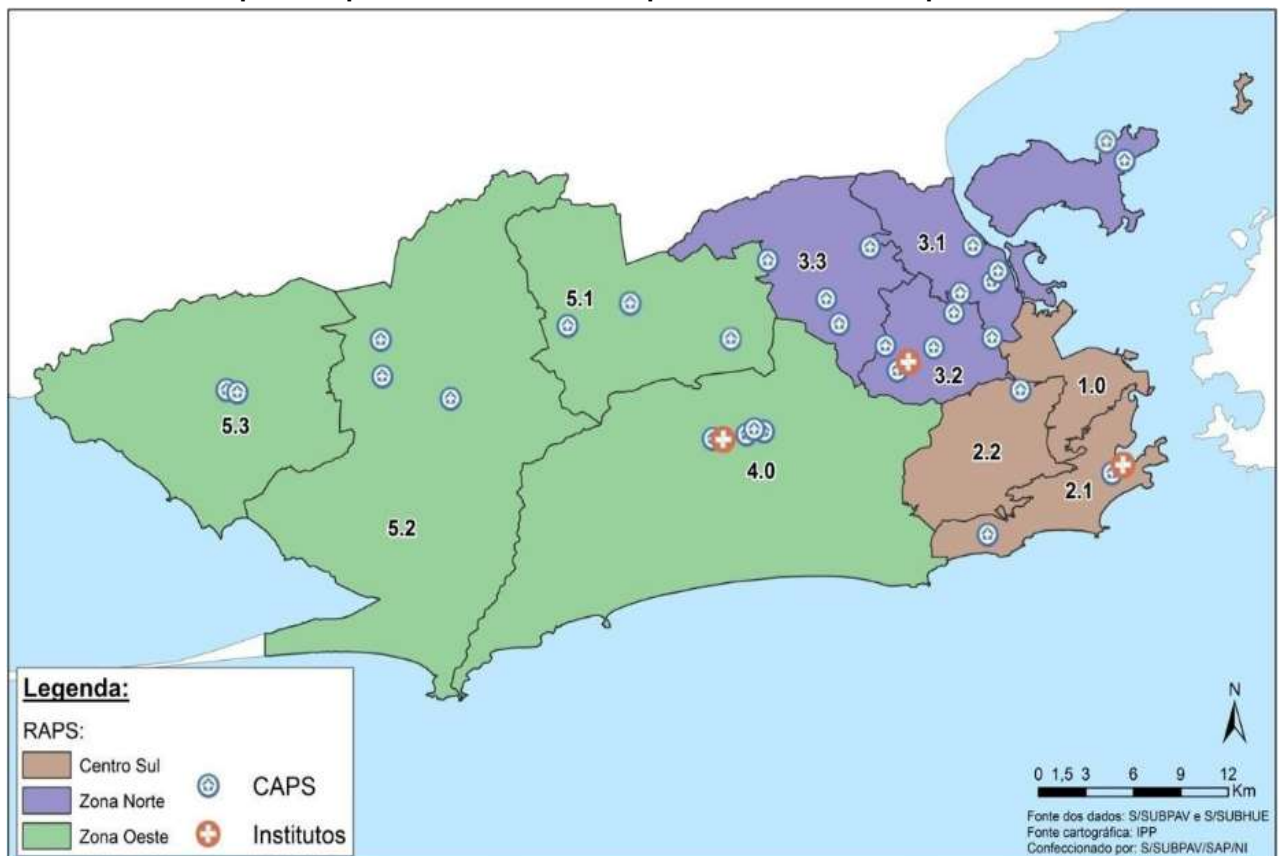 3.1
3.3
5.1
3.2
1.0
5.3
2.2
4.0
2.1
5.2
Legenda:
RAPS:
Centro Sul
Zona Norte
Zona Oeste
CAPS
Institutos
N
0 1,5 3 6 9 12
Km
Fonte dos dados: S/SUBPAV e S/SUBHUE
Fonte cartográfica: IPP
Confeccionado por: S/SUBPAV/SAP/NI